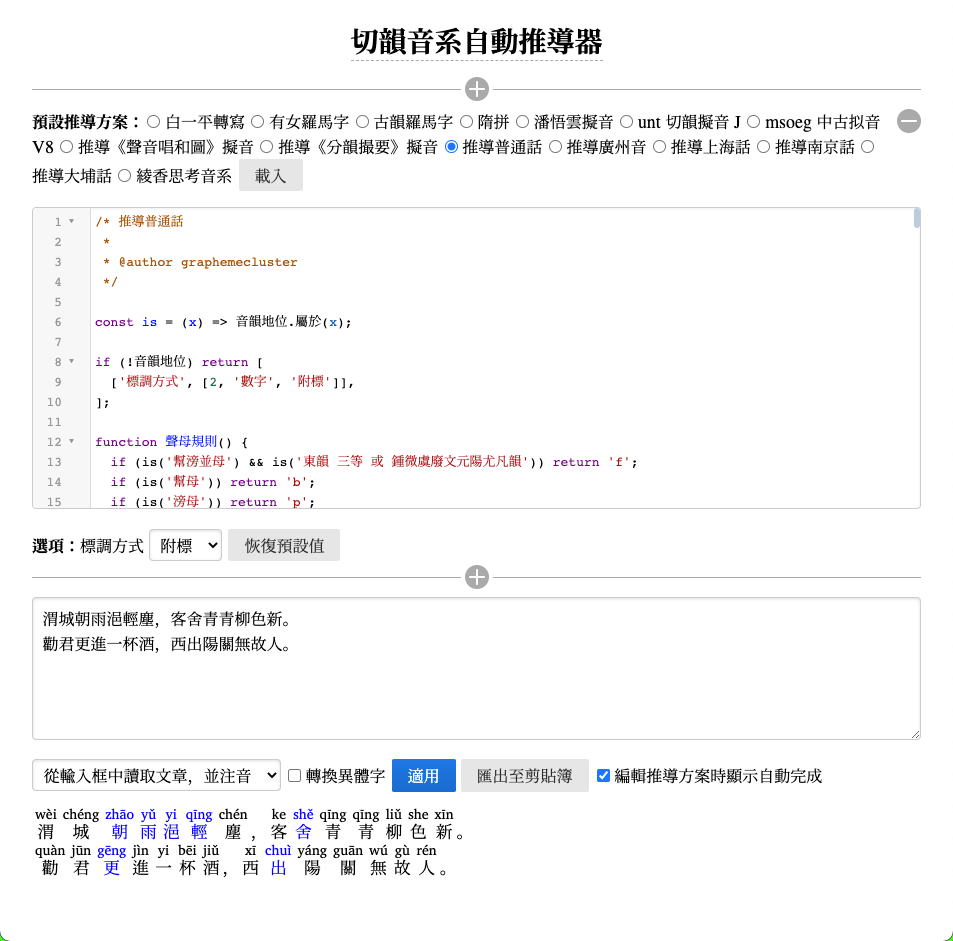 切韻音系自動推導器
預設推導方案：白一平轉寫 有女羅馬字 古韻羅馬字 隋拼 潘悟雲擬音 unt 切韻擬音 J msoeg 中古拟音
V8 推導《聲音唱和圖》擬音 推導《分韻撮要》擬音 推導普通話 推導廣州音 推導上海話 推導南京話
推導大埔話 綾香思考音系 載入
1 /* 推導普通話
2 *
3 * @author graphemecluster
4 */
5
6 const is = (x) => 音韻地位.屬於(x);
7
8 if (!音韻地位) return [
9 ['標調方式', [2, '數字', '附標']],
10 ];
11
12 function 聲母規則() {
13 if (is('幫滂並母') && is('東韻 三等 或 鍾微虞廢文元陽尤凡韻')) return 'f';
14 if (is('幫母')) return 'b';
15 if (is('滂母')) return 'p';
選項：標調方式 附標 恢復預設值
渭城朝雨浥輕塵，客舍青青柳色新。
勸君更進一杯酒，西出陽關無故人。
從輸入框中讀取文章，並注音 轉換異體字 適用 匯出至剪貼簿 編輯推導方案時顯示自動完成
wèi chéng zhāo yǔ yi qīng chén ke shě qīng qīng liǔ she xīn
渭城朝雨浥輕塵，客舍青青柳色新。
quàn jūn gēng jìn yi bēi jiǔ xī chuì yáng guān wú gù rén
勸君更進一杯酒，西出陽關無故人。